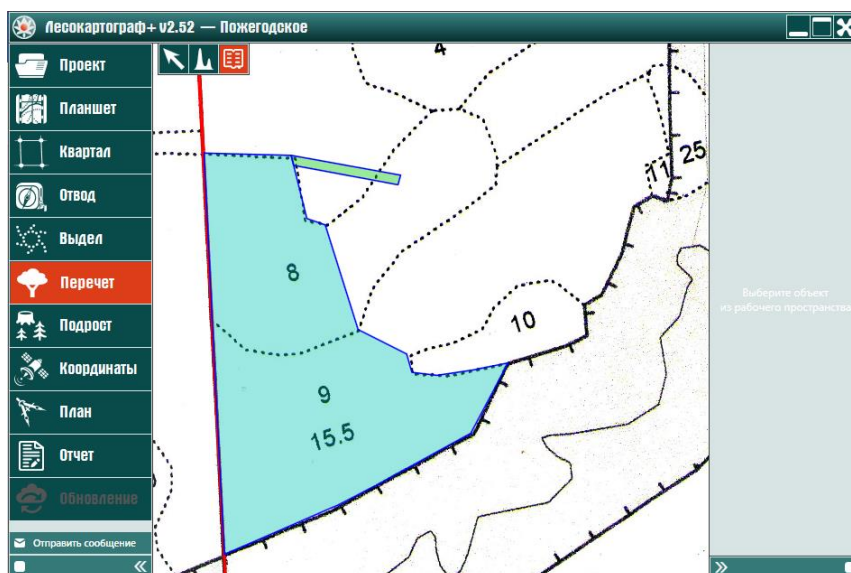 Лесокартограф+ v2.52 — Пожегодское
Проект
Планшет
Квартал
Отвод
Выдел
Перечет
Подрост
Координаты
План
Отчет
Обновление
Отправить сообщение
4
11
25
8
10
9
15.5
Выберите объект
из рабочего пространства